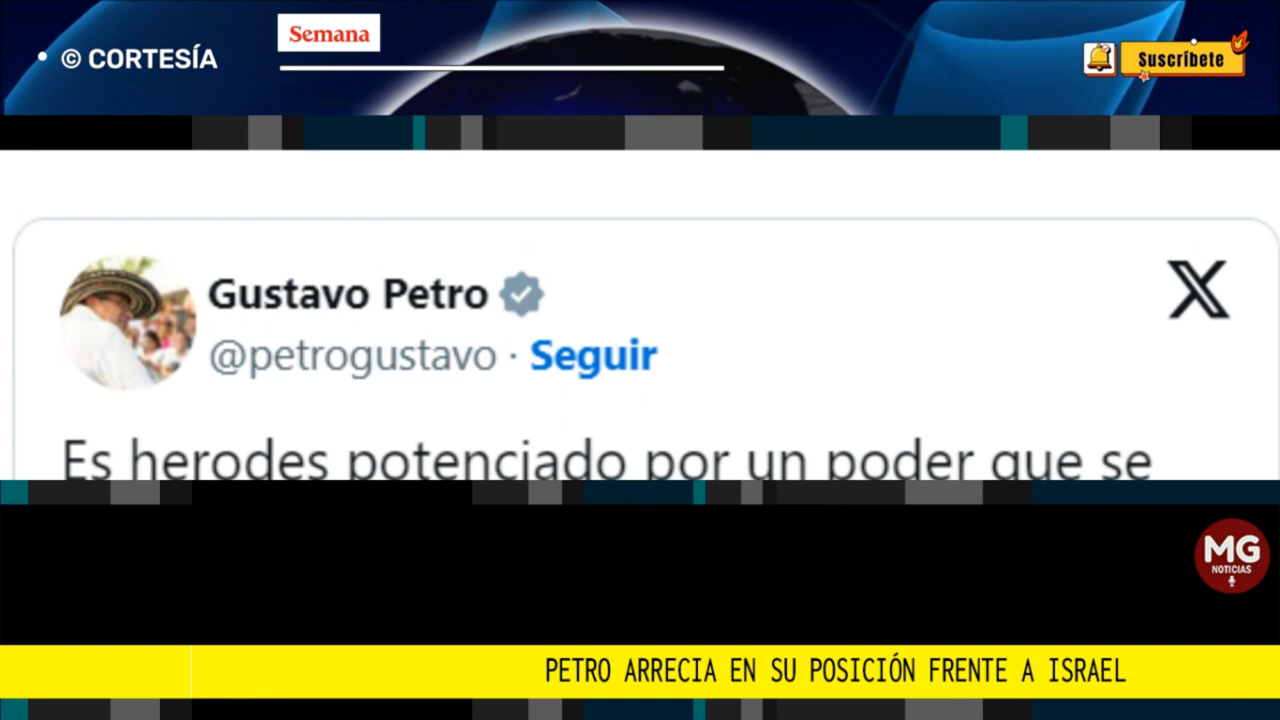 • © CORTESÍA
Semana
Suscríbete
Gustavo Petro
@petrogustavo · Seguir
Es herodes potenciado por un poder que se
MG
NOTICIAS
PETRO ARRECIA EN SU POSICIÓN FRENTE A ISRAEL